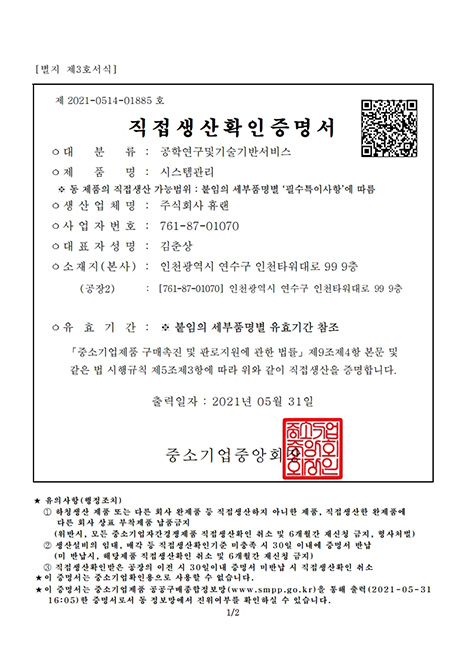 [별지 제3호서식]
제 2021-0514-01885 호
직접생산확인증명서
ㅇ대 분 류 : 공학연구및기술기반서비스
ㅇ제 품 명 : 시스템관리
※ 동 제품의 직접생산 가능범위 : 붙임의 세부품명별 '필수특이사항'에 따름
ㅇ생 산 업 체 명 : 주식회사 휴랜
ㅇ사 업 자 번 호 : 761-87-01070
ㅇ대 표 자 성 명 : 김춘상
ㅇ소 재 지(본 사) : 인천광역시 연수구 인천타워대로 99 9층
(공장2) : [761-87-01070] 인천광역시 연수구 인천타워대로 99 9층
ㅇ유 효 기 간 : ※ 붙임의 세부품명별 유효기간 참조
「중소기업제품 구매촉진 및 판로지원에 관한 법률」제9조제4항 본문 및
같은 법 시행규칙 제5조제3항에 따라 위와 같이 직접생산을 증명합니다.
출력일자 : 2021년 05월 31일
중소기업중앙회장
★ 유의사항(행정조치)
① 하청생산 제품 또는 다른 회사 완제품 등 직접생산하지 아니한 제품, 직접생산한 완제품에
다른 회사 상표 부착제품 납품금지
(위반시, 모든 중소기업자간경쟁제품 직접생산확인 취소 및 6개월간 재신청 금지, 형사처벌)
② 생산설비의 임대, 매각 등 직접생산확인기준 미충족 시 30일 이내에 증명서 반납
(미 반납시, 해당제품 직접생산확인 취소 및 6개월간 재신청 금지)
③ 직접생산확인받은 공장의 이전 시 30일이내 증명서 미반납 시 직접생산확인 취소
★이 증명서는 중소기업확인용으로 사용할 수 없습니다.
★이 증명서는 중소기업제품 공공구매종합정보망(www.smpp.go.kr)을 통해 출력(2021-05-31
16:05)한 증명서로서 동 정보망에서 진위여부를 확인하실 수 있습니다.
1/2